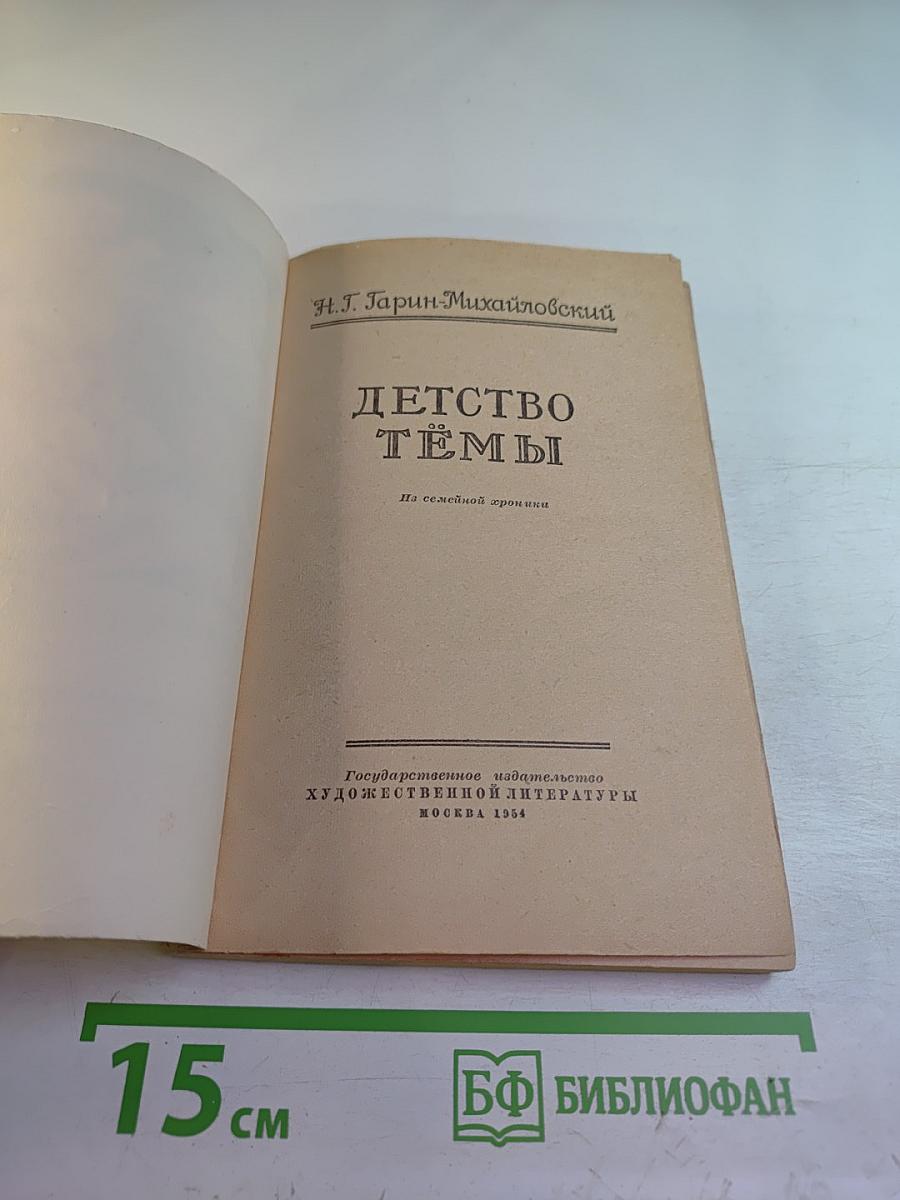 Н. Г. Гарин-Михайловский
ДЕТСТВО
ТЁМЫ
Из семейной хроники
Государственное издательство
ХУДОЖЕСТВЕННОЙ ЛИТЕРАТУРЫ
МОСКВА 1954
15 см
БФ БИБЛИОФАН